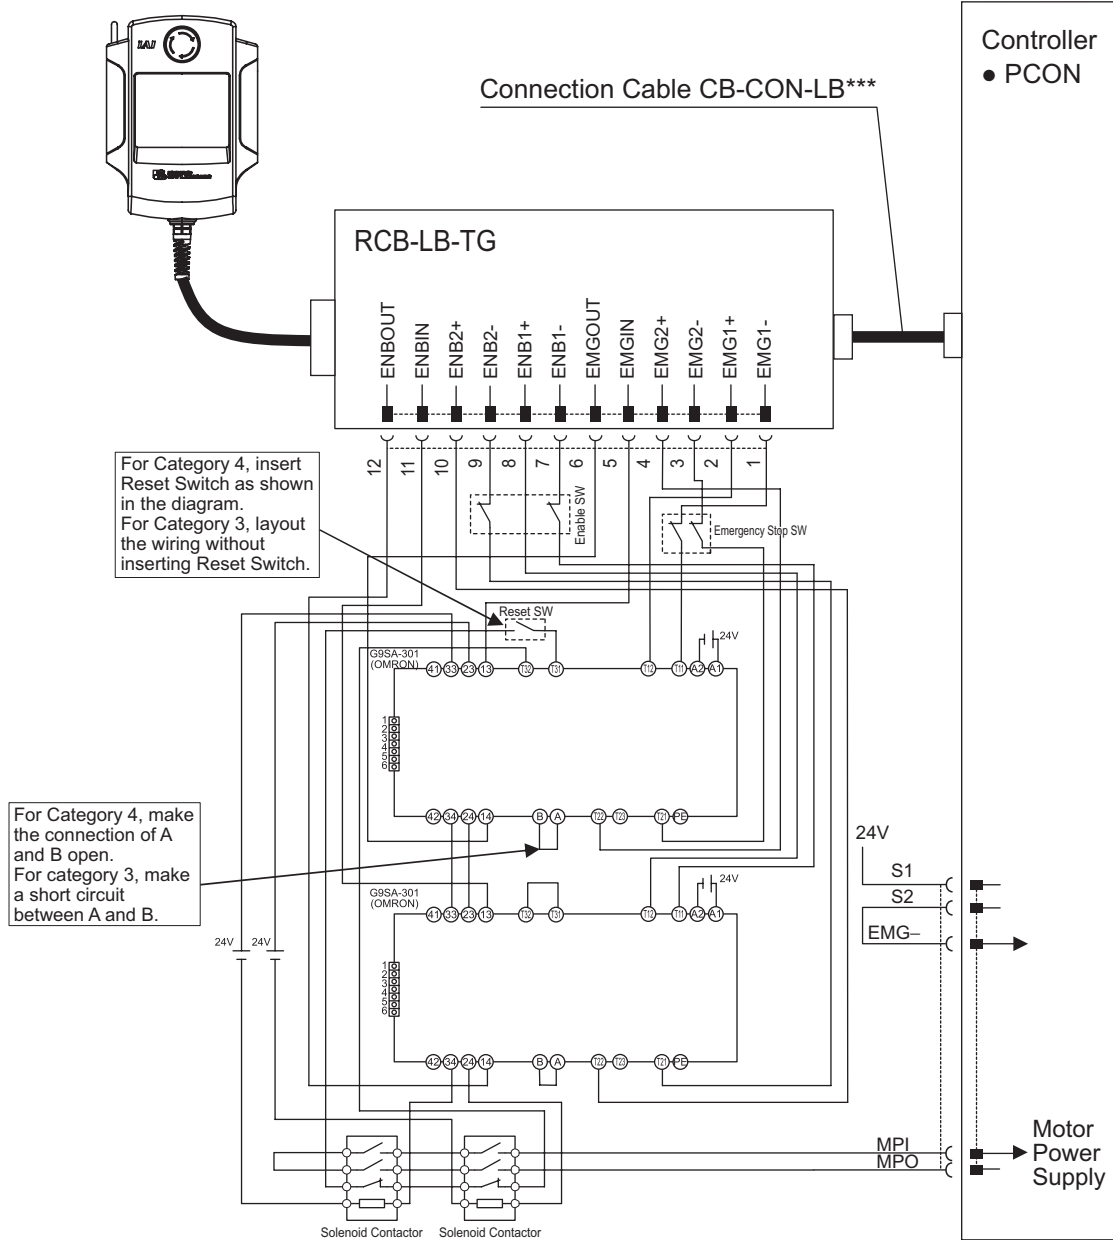 IAI
Controller
● PCON
Connection Cable CB-CON-LB***
RCB-LB-TG
ENBOUT
ENBIN
ENB2+
ENB2-
ENB1+
ENB1-
EMGOUT
EMGIN
EMG2+
EMG2-
EMG1+
EMG1-
12
11
10
9
8
7
6
5
4
3
2
1
For Category 4, insert
Reset Switch as shown
in the diagram.
For Category 3, layout
the wiring without
inserting Reset Switch.
Enable SW
Emergency Stop SW
Reset SW
G9SA-301
(OMRON)
41 33 23 13 T32 T31 T12 T11 A2 A1
24V
1
2
3
4
5
6
42 34 24 14 B A T22 T23 T21 PE
For Category 4, make
the connection of A
and B open.
For category 3, make
a short circuit
between A and B.
G9SA-301
(OMRON)
41 33 23 13 T32 T31 T12 T11 A2 A1
24V
24V 24V
1
2
3
4
5
6
42 34 24 14 B A T22 T23 T21 PE
24V
S1
S2
EMG–
MPI
MPO
Motor
Power
Supply
Solenoid Contactor
Solenoid Contactor